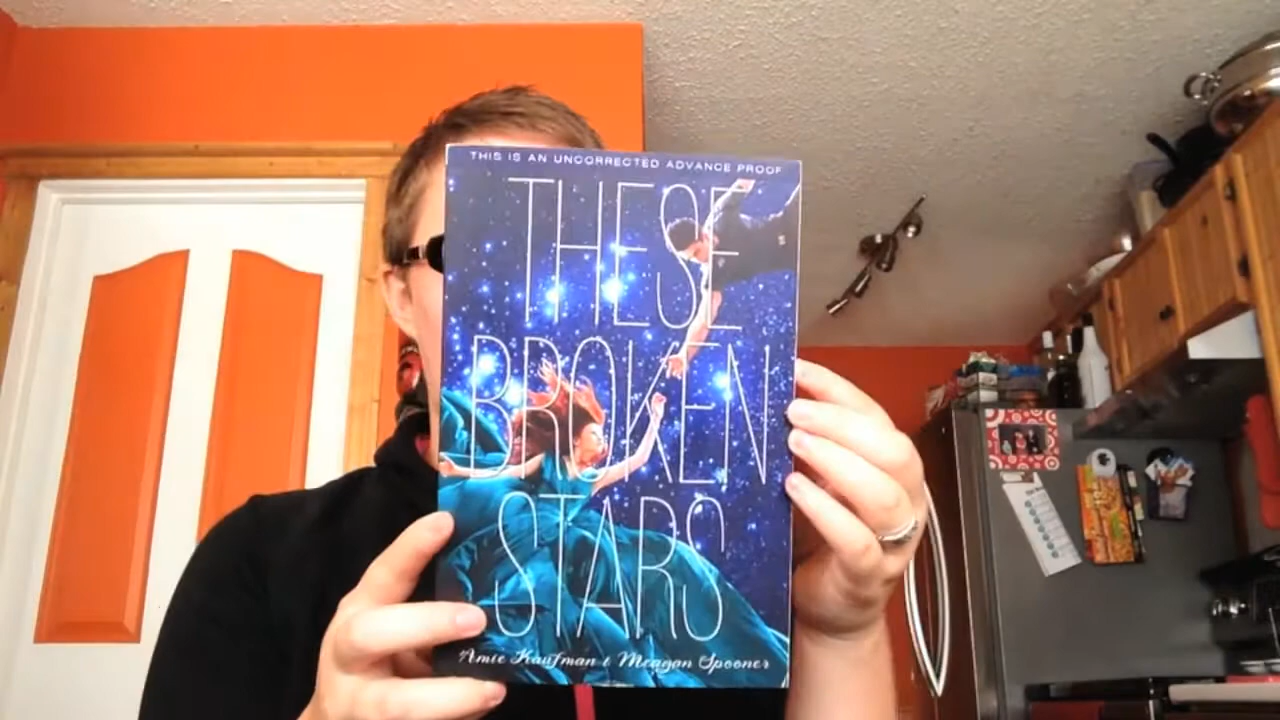 THIS IS AN UNCORRECTED ADVANCE PROOF
THESE
BROKEN
STARS
Amie Kaufman & Meagan Spooner